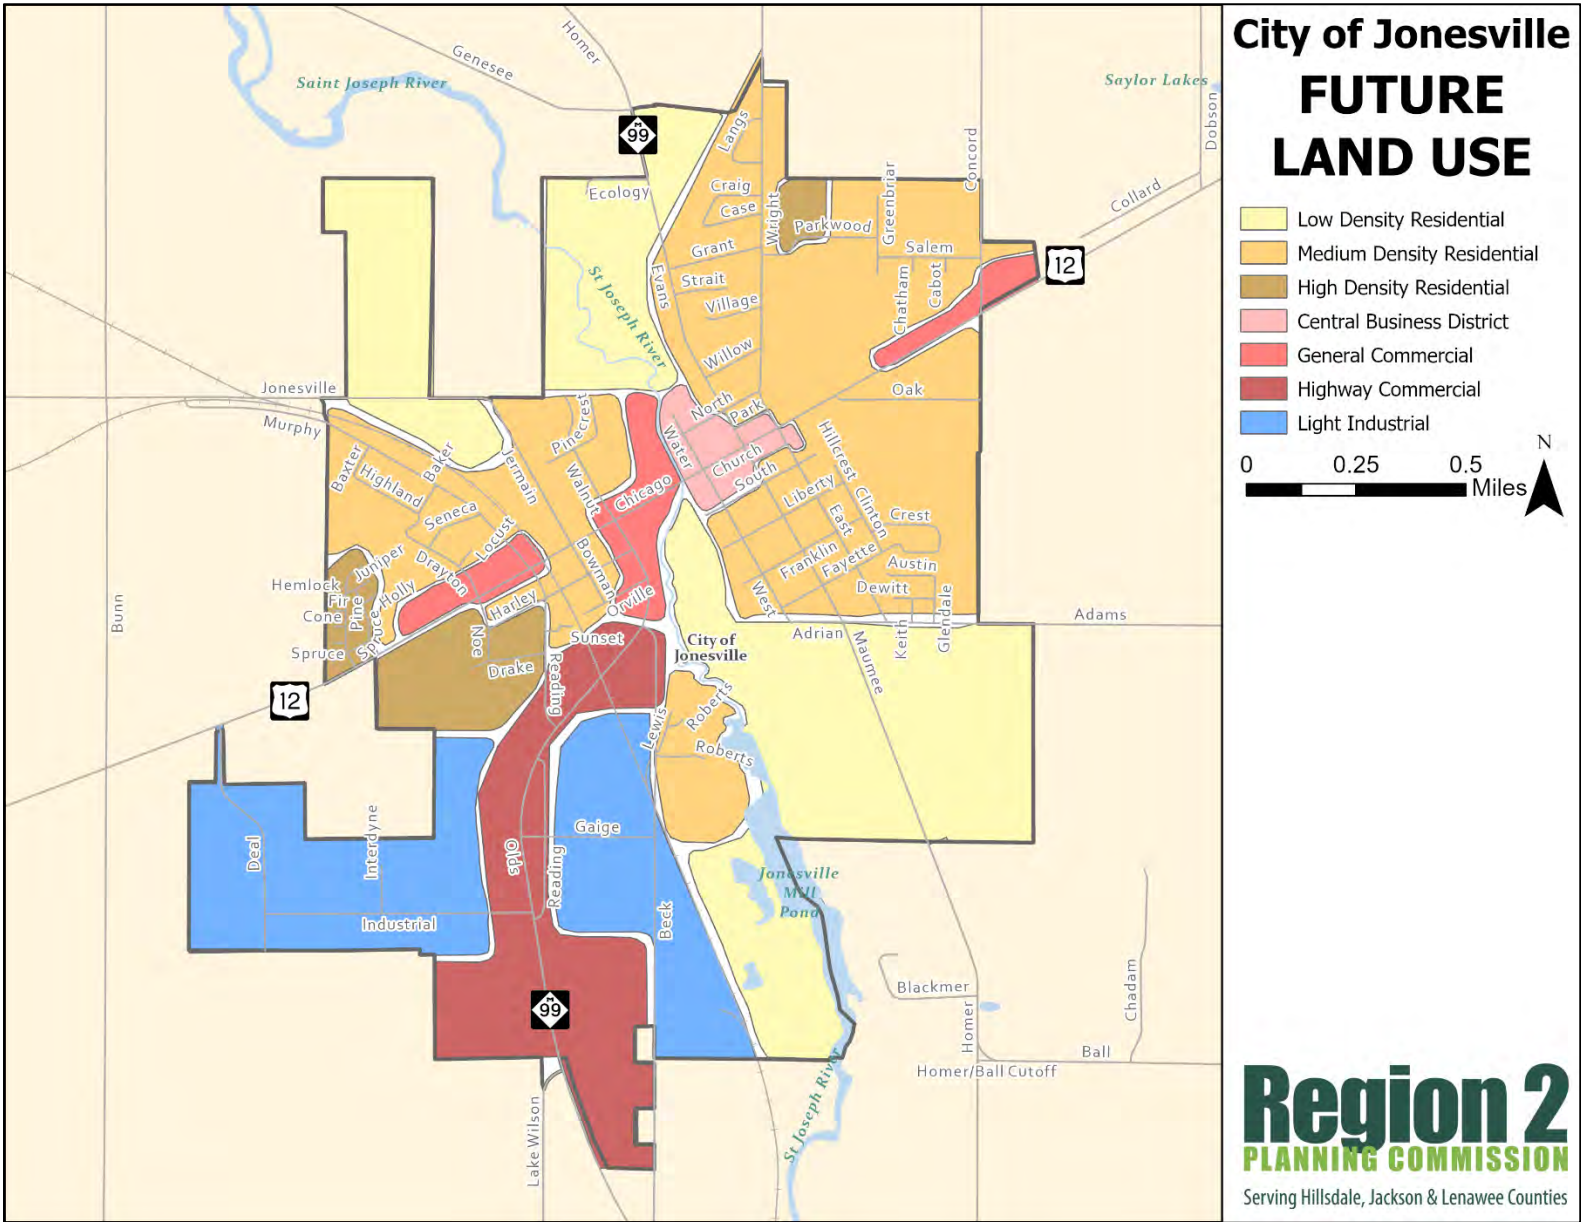 City of Jonesville
FUTURE
LAND USE
Low Density Residential
Medium Density Residential
High Density Residential
Central Business District
General Commercial
Highway Commercial
Light Industrial
N
0 0.25 0.5
Miles
Homer
Genesee
Saint Joseph River
Saylor Lakes
Dobson
M
99
Langs
Concord
Collard
Ecology
Craig
Case
Wright
Parkwood
Greenbriar
Salem
12
Grant
Evans
Strait
Village
Chatham
Cabot
St Joseph River
Willow
Oak
Jonesville
Murphy
North
Park
Pinecrest
Water
Church
South
Hillcrest
Baxter
Highland
Baker
Jermain
Walnut
Chicago
Liberty
Clinton
East
Crest
Seneca
Locust
Franklin
Fayette
Austin
Juniper
Drayton
Bowman
Hemlock
Fir
Cone
Pine
Holly
Harley
Orville
West
Dewitt
Glendale
Keith
Adams
Bunn
Spruce
Spruce
Noe
Drake
Sunset
Reading
City of
Jonesville
Adrian
Maumee
12
Lewis
Roberts
Roberts
Deal
Interdyne
Olds
Reading
Gaige
Industrial
Beck
Jonesville
Mill
Pond
M
99
Blackmer
Homer
Chadam
Ball
Homer/Ball Cutoff
Lake Wilson
St Joseph River
Region 2
PLANNING COMMISSION
Serving Hillsdale, Jackson & Lenawee Counties